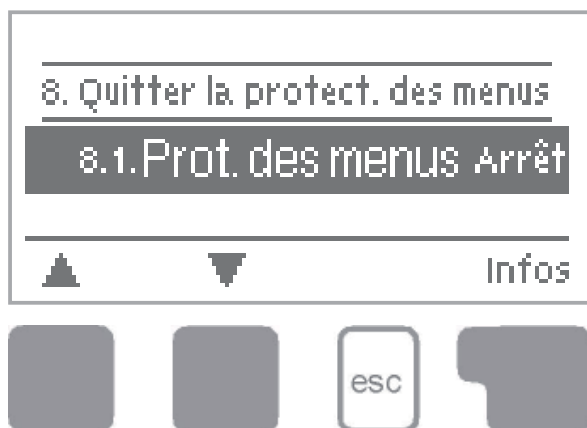 8. Quitter la protect. des menus
8.1. Prot. des menus Arrêt
Infos
esc